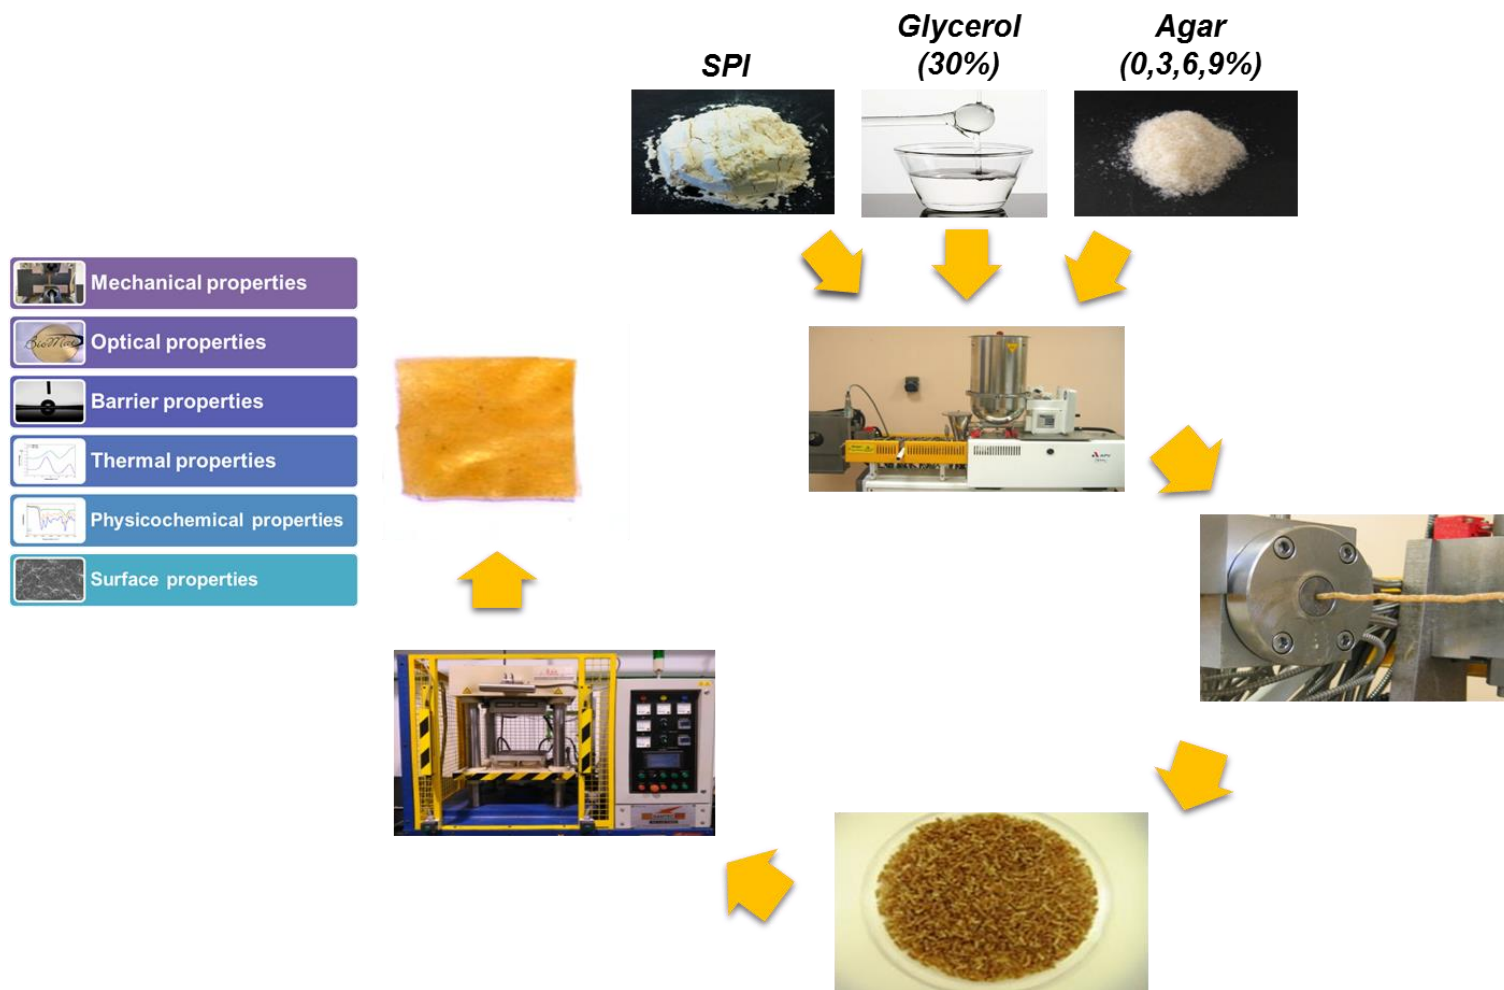 SPI
Glycerol
(30%)
Agar
(0,3,6,9%)
Mechanical properties
Optical properties
Barrier properties
Thermal properties
Physicochemical properties
Surface properties
APV